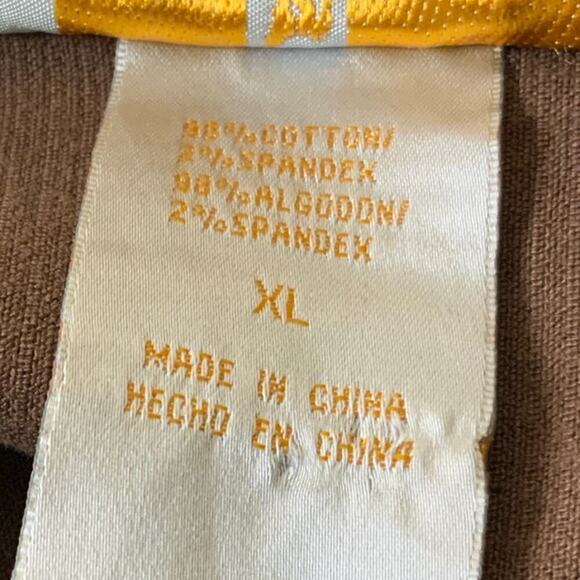 98%COTTON/
2%SPANDEX
98%ALGODON/
2%SPANDEX
XL
MADE IN CHINA
HECHO EN CHINA